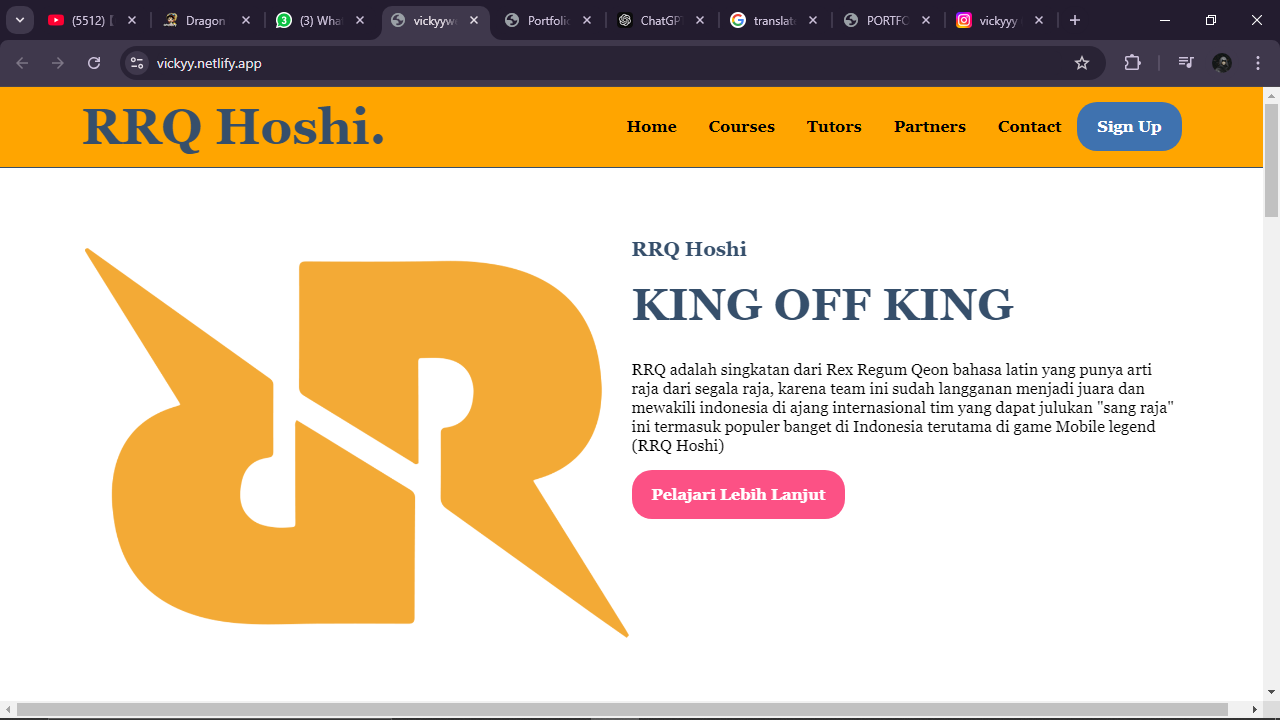 (5512) [
Dragon
(3) Wha
vickyyw
Portfoli
ChatGP
translat
PORTFO
vickyyy
vickyy.netlify.app
RRQ Hoshi.
Home
Courses
Tutors
Partners
Contact
Sign Up
RRQ Hoshi
KING OFF KING
RRQ adalah singkatan dari Rex Regum Qeon bahasa latin yang punya arti
raja dari segala raja, karena team ini sudah langganan menjadi juara dan
mewakili indonesia di ajang internasional tim yang dapat julukan "sang raja"
ini termasuk populer banget di Indonesia terutama di game Mobile legend
(RRQ Hoshi)
Pelajari Lebih Lanjut